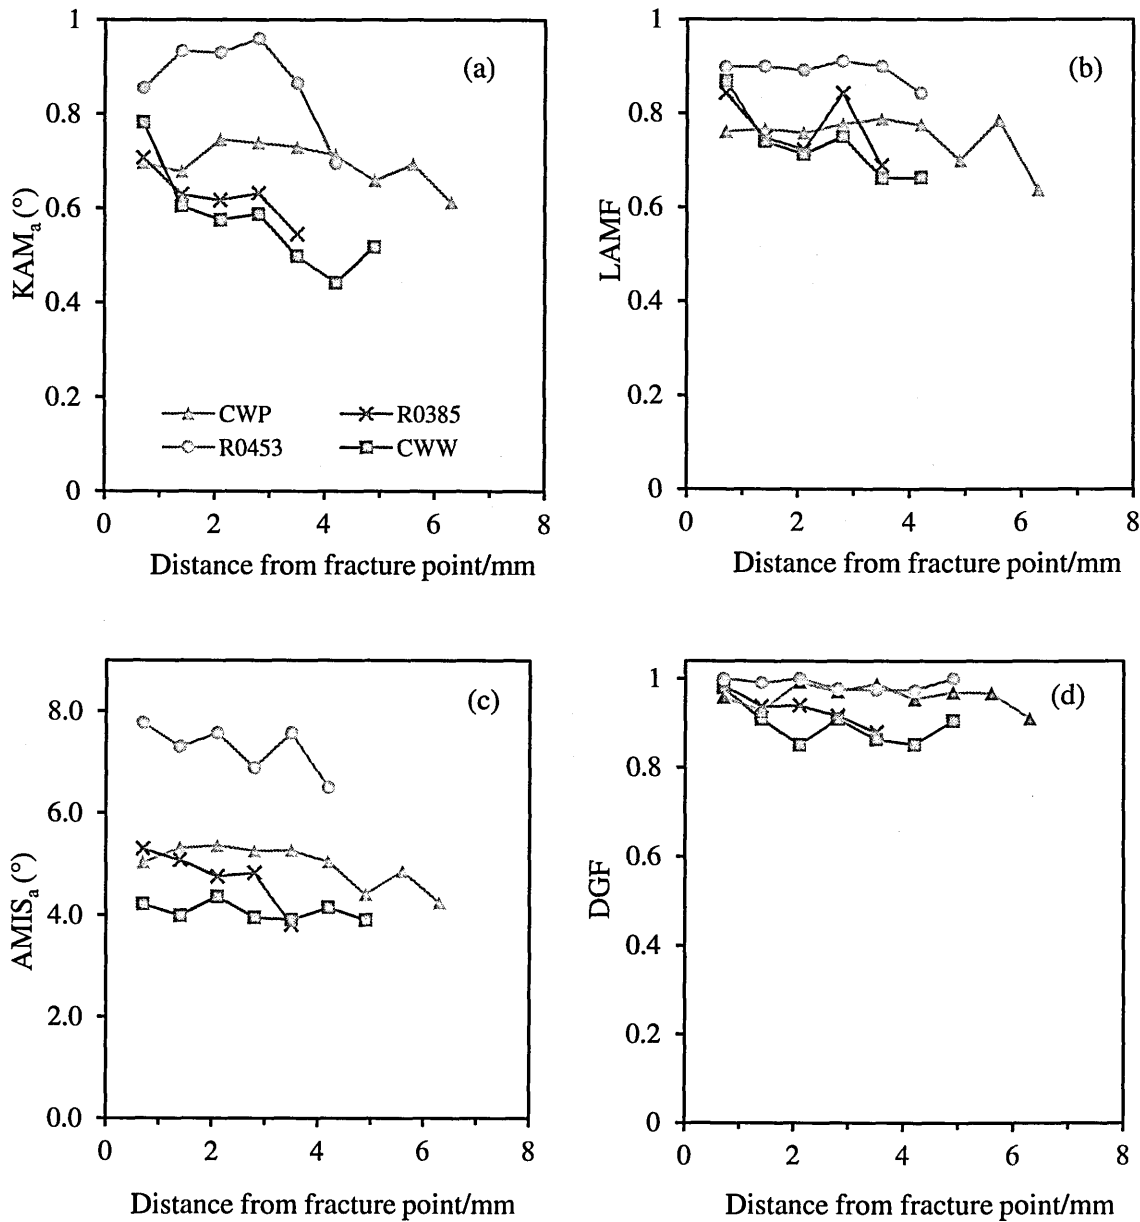 1
0.8
0.6
0.4
0.2
0
KAMa (°)
(a)
CWP
R0385
R0453
CWW
0 2 4 6 8
Distance from fracture point/mm
1
0.8
0.6
0.4
0.2
0
LAMF
(b)
0 2 4 6 8
Distance from fracture point/mm
8.0
6.0
4.0
2.0
0.0
AMISa (°)
(c)
0 2 4 6 8
Distance from fracture point/mm
1
0.8
0.6
0.4
0.2
0
DGF
(d)
0 2 4 6 8
Distance from fracture point/mm